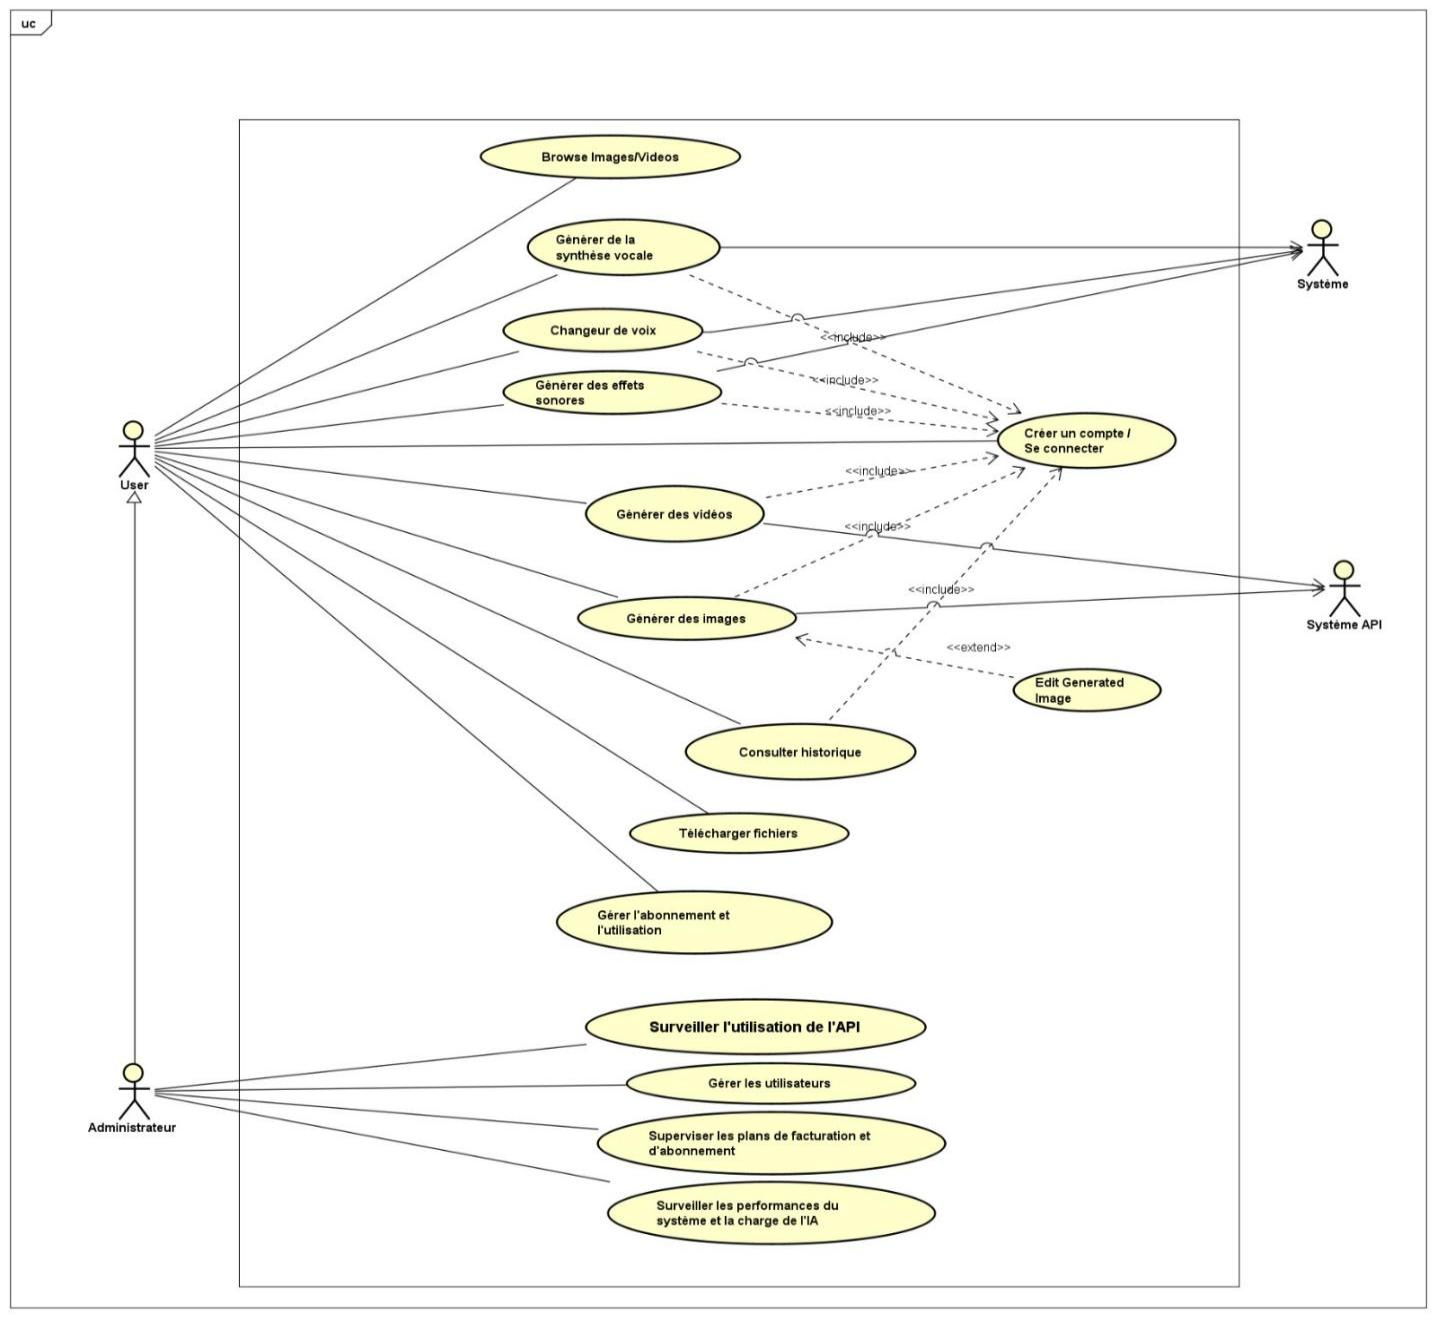 uc
Browse Images/Videos
Générer de la
synthèse vocale
Système
Changeur de voix
<<include>>
<<include>>
Générer des effets
sonores
<<include>>
Créer un compte /
Se connecter
User
<<include>>
Générer des vidéos
<<include>>
<<include>>
Générer des images
Système API
<<extend>>
Edit Generated
Image
Consulter historique
Télécharger fichiers
Gérer l'abonnement et
l'utilisation
Surveiller l'utilisation de l'API
Gérer les utilisateurs
Administrateur
Superviser les plans de facturation et
d'abonnement
Surveiller les performances du
système et la charge de l'IA